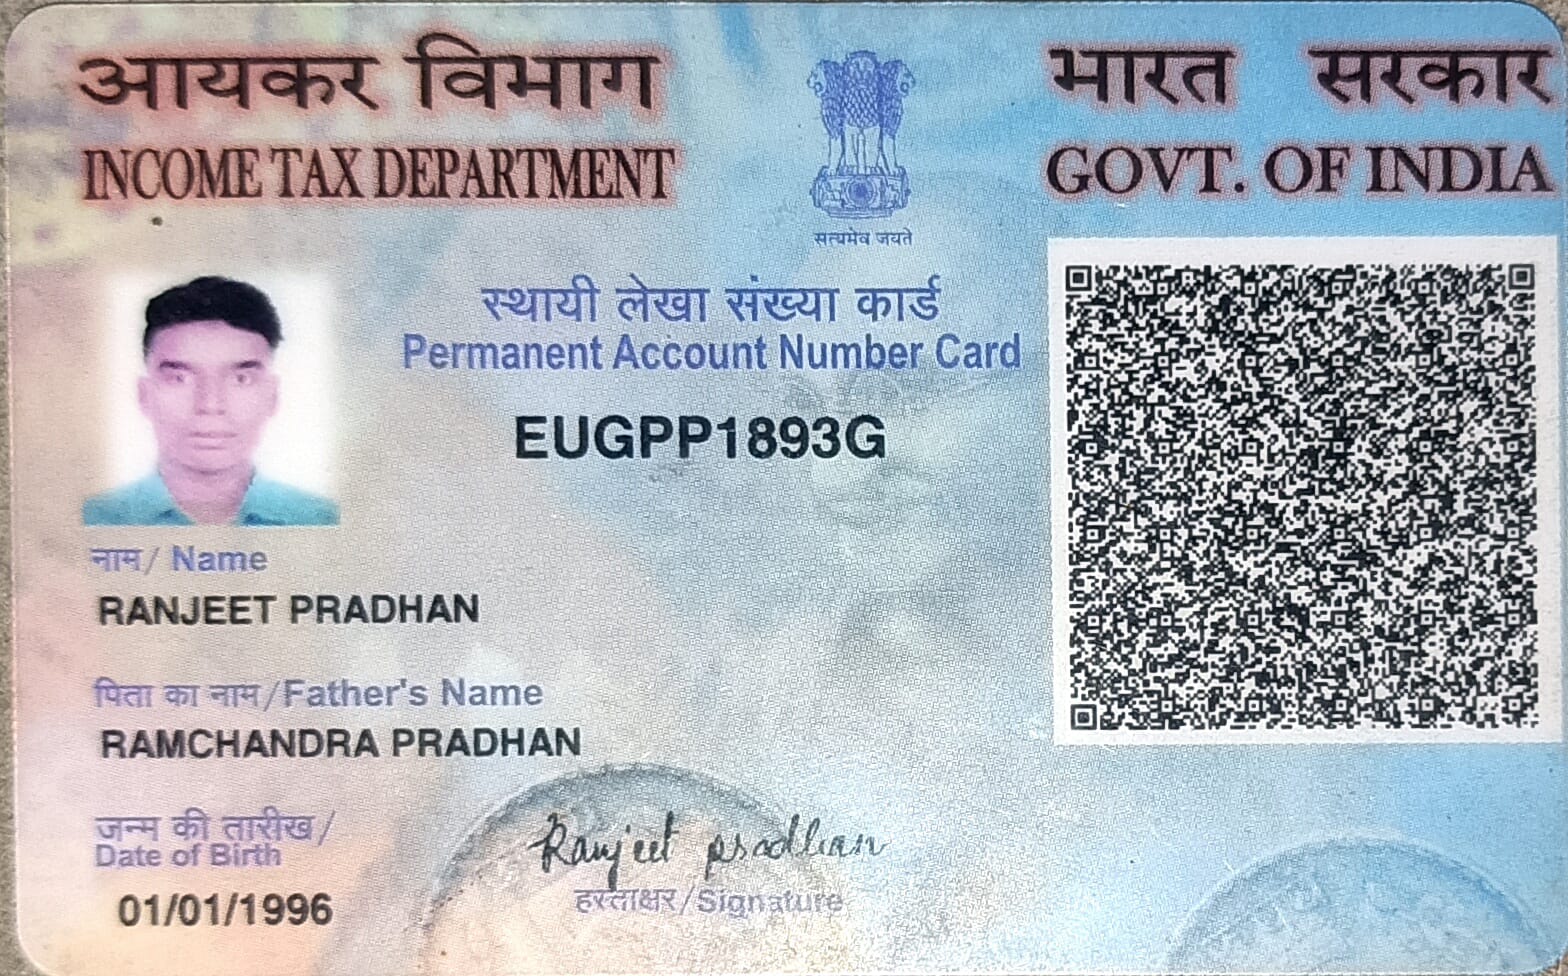 आयकर विभाग
INCOME TAX DEPARTMENT
सत्यमेव जयते
भारत सरकार
GOVT. OF INDIA
स्थायी लेखा संख्या कार्ड
Permanent Account Number Card
EUGPP1893G
नाम/ Name
RANJEET PRADHAN
पिता का नाम/Father's Name
RAMCHANDRA PRADHAN
जन्म की तारीख/
Date of Birth
01/01/1996
Ranjeet pradhan
हस्ताक्षर/Signature